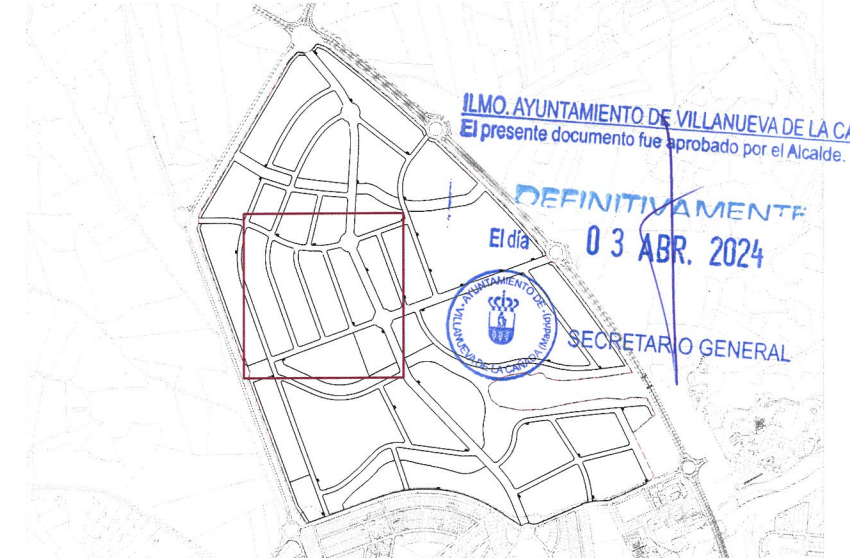 ILMO. AYUNTAMIENTO DE VILLANUEVA DE LA CA
El presente documento fue aprobado por el Alcalde.
DEFINITIVAMENTE
El día 03 ABR. 2024
AYUNTAMIENTO DE VILLANUEVA DE LA CAÑADA (Madrid)
SECRETARIO GENERAL